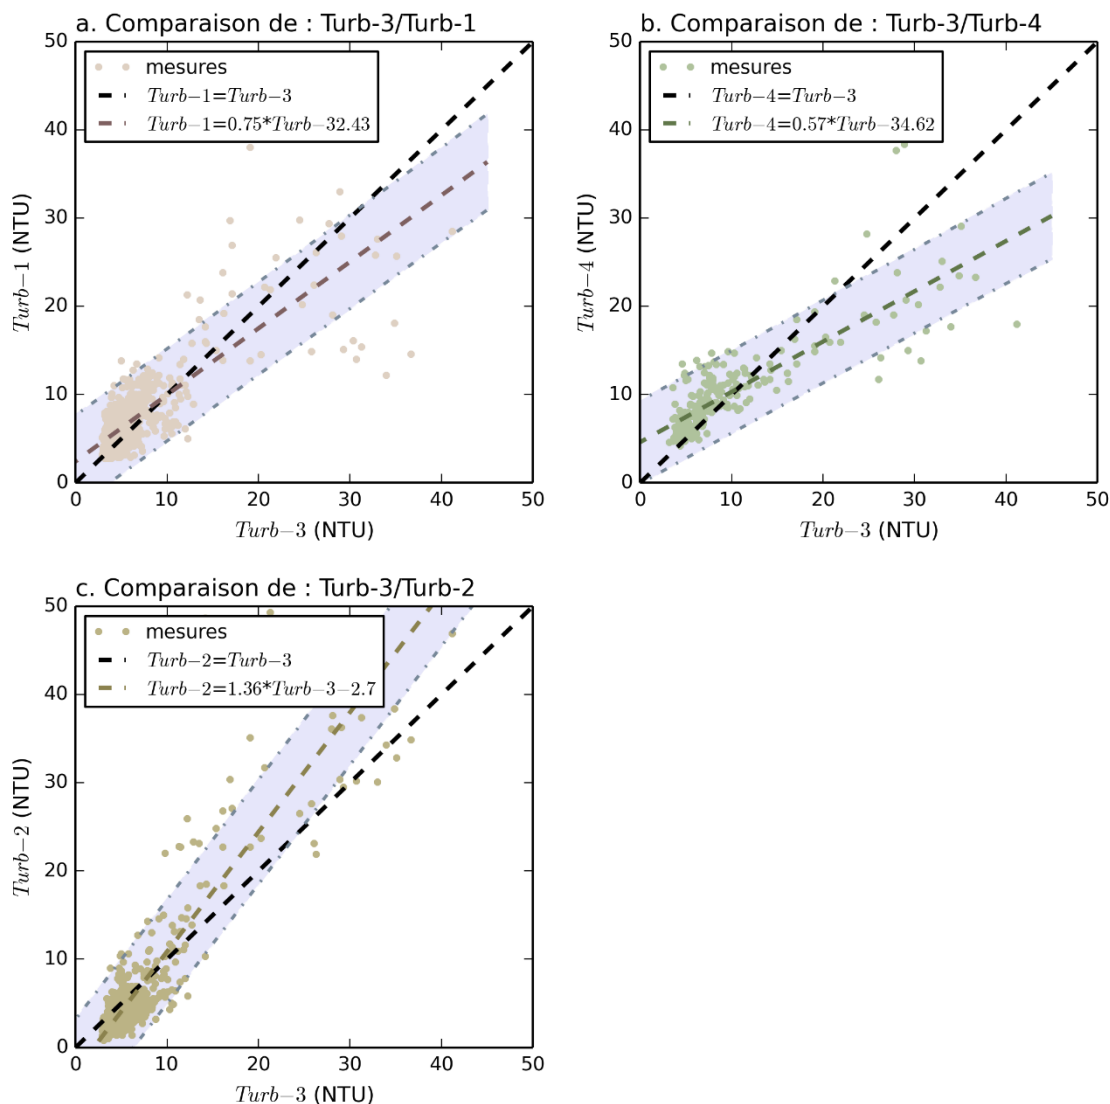 a. Comparaison de : Turb-3/Turb-1
50
40
30
20
10
0
Turb−1 (NTU)
mesures
Turb−1=Turb−3
Turb−1=0.75*Turb−32.43
0 10 20 30 40 50
Turb−3 (NTU)
b. Comparaison de : Turb-3/Turb-4
50
40
30
20
10
0
Turb−4 (NTU)
mesures
Turb−4=Turb−3
Turb−4=0.57*Turb−34.62
0 10 20 30 40 50
Turb−3 (NTU)
c. Comparaison de : Turb-3/Turb-2
50
40
30
20
10
0
Turb−2 (NTU)
mesures
Turb−2=Turb−3
Turb−2=1.36*Turb−3−2.7
0 10 20 30 40 50
Turb−3 (NTU)